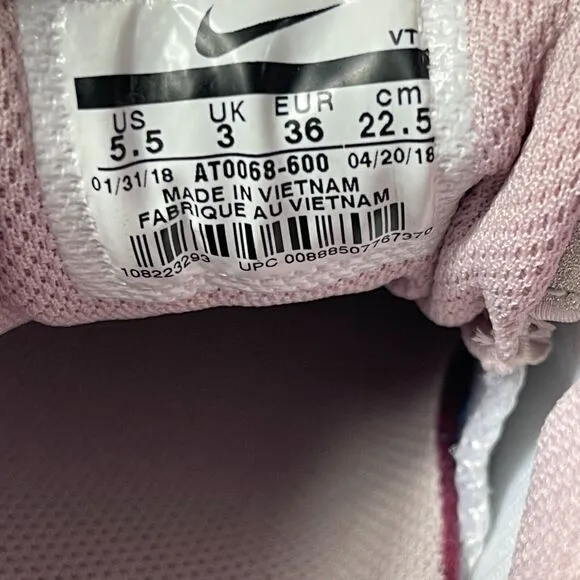 VT
US UK EUR cm
5.5 3 36 22.5
01/31/18 AT0068-600 04/20/18
MADE IN VIETNAM
FABRIQUE AU VIETNAM
108223293 UPC 00888507767370